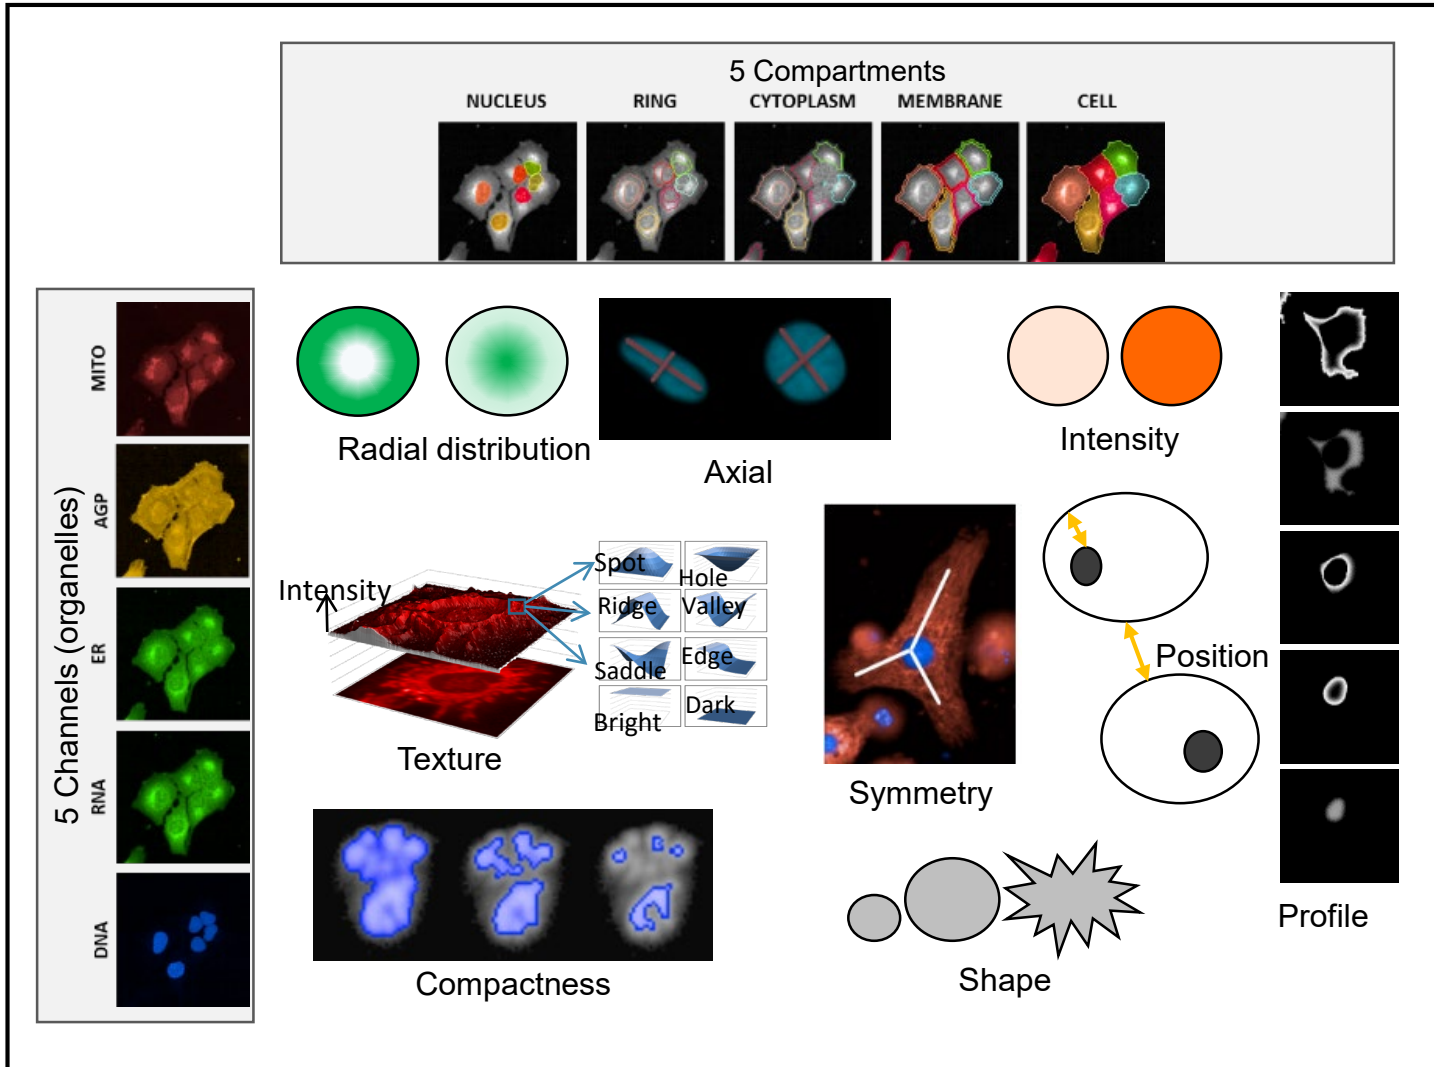 5 Compartments
NUCLEUS
RING
CYTOPLASM
MEMBRANE
CELL
5 Channels (organelles)
MITO
AGP
ER
RNA
DNA
Radial distribution
Axial
Intensity
Intensity
Spot
Hole
Ridge
Valley
Saddle
Edge
Bright
Dark
Texture
Symmetry
Position
Profile
Compactness
Shape